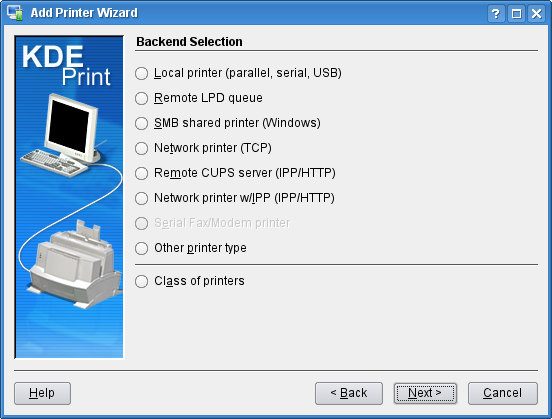 Add Printer Wizard
KDE
Print
Backend Selection
Local printer (parallel, serial, USB)
Remote LPD queue
SMB shared printer (Windows)
Network printer (TCP)
Remote CUPS server (IPP/HTTP)
Network printer w/IPP (IPP/HTTP)
Serial Fax/Modem printer
Other printer type
Class of printers
Help
< Back
Next >
Cancel